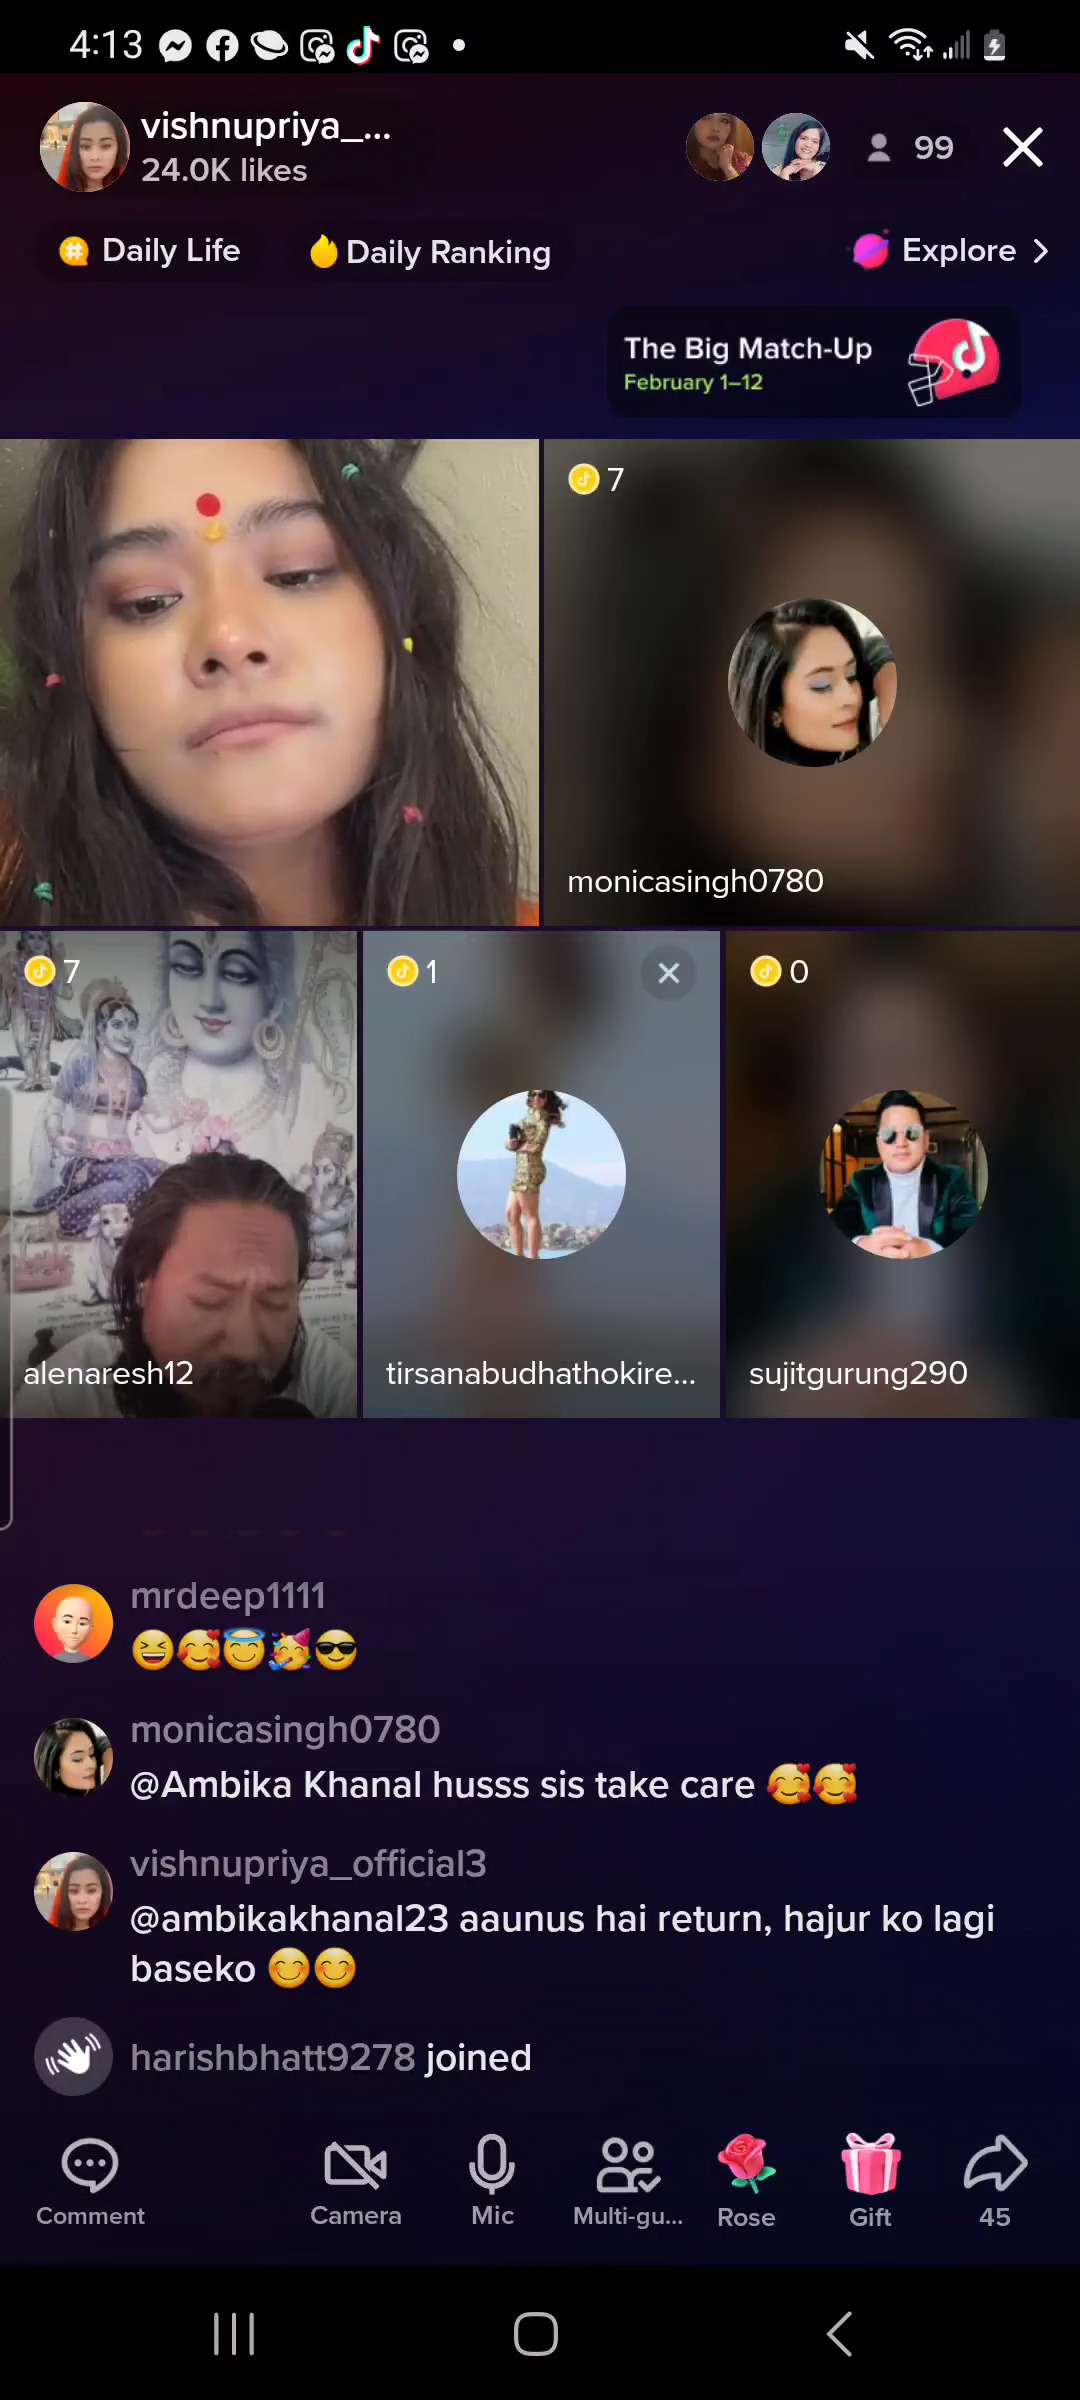 4:13
vishnupriya_...
24.0K likes
99
Daily Life
Daily Ranking
Explore
The Big Match-Up
February 1–12
7
monicasingh0780
7
1
0
alenaresh12
tirsanabudhathokire...
sujitgurung290
mrdeep1111
😆🥰😇🥳😎
monicasingh0780
@Ambika Khanal husss sis take care 🥰🥰
vishnupriya_official3
@ambikakhanal23 aaunus hai return, hajur ko lagi
baseko 😊😊
harishbhatt9278 joined
Comment
Camera
Mic
Multi-gu...
Rose
Gift
45